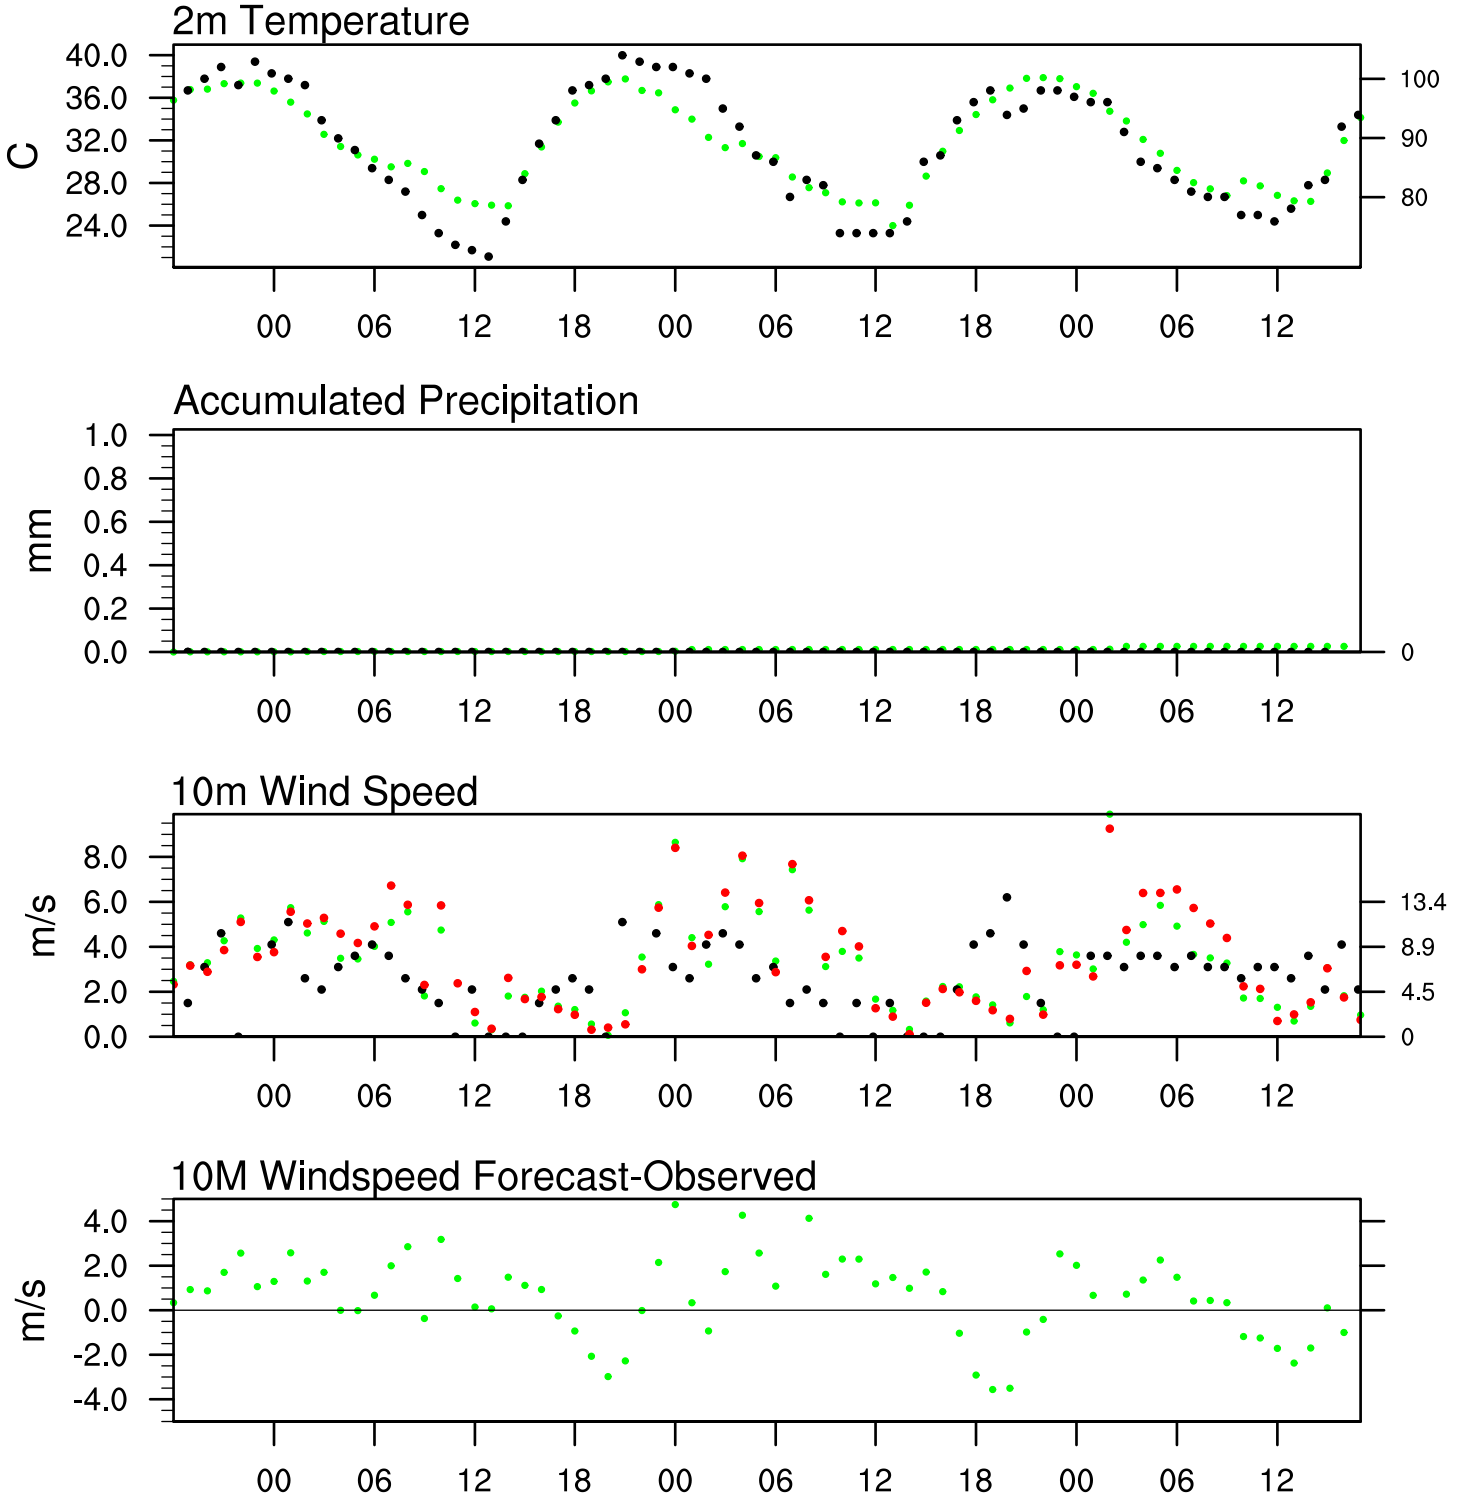 2m Temperature
40.0
36.0
32.0
28.0
24.0
C
100
90
80
00 06 12 18 00 06 12 18 00 06 12
Accumulated Precipitation
1.0
0.8
0.6
0.4
0.2
0.0
mm
0
00 06 12 18 00 06 12 18 00 06 12
10m Wind Speed
8.0
6.0
4.0
2.0
0.0
m/s
13.4
8.9
4.5
0
00 06 12 18 00 06 12 18 00 06 12
10M Windspeed Forecast-Observed
4.0
2.0
0.0
-2.0
-4.0
m/s
00 06 12 18 00 06 12 18 00 06 12